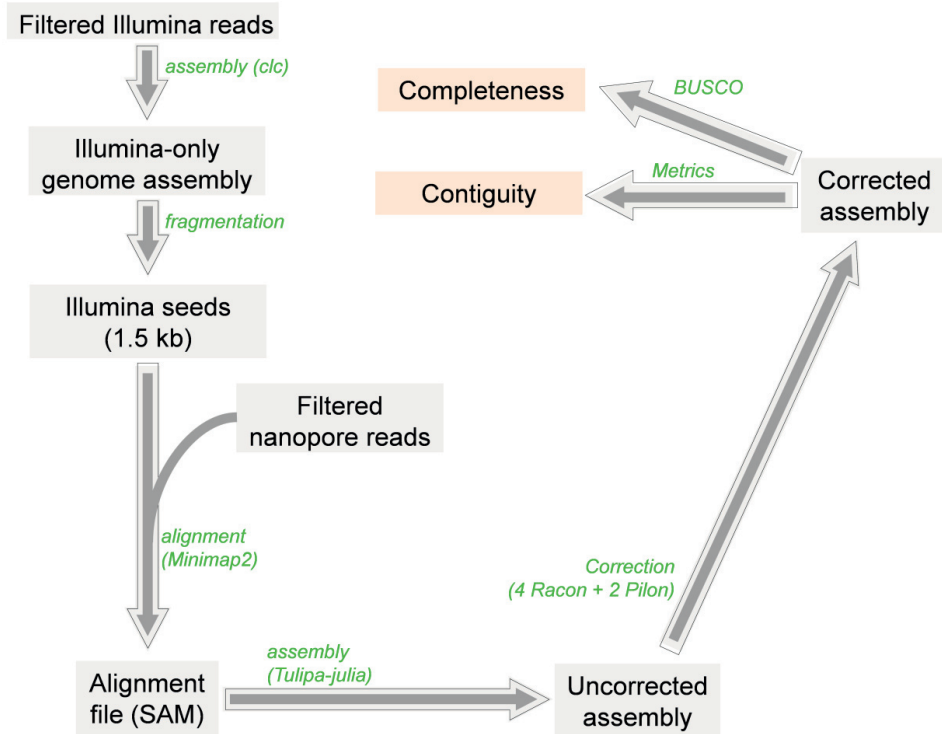 Filtered Illumina reads
assembly (clc)
Illumina-only
genome assembly
fragmentation
Illumina seeds
(1.5 kb)
Filtered
nanopore reads
alignment
(Minimap2)
Alignment
file (SAM)
assembly
(Tulipa-julia)
Uncorrected
assembly
Correction
(4 Racon + 2 Pilon)
Corrected
assembly
BUSCO
Completeness
Metrics
Contiguity